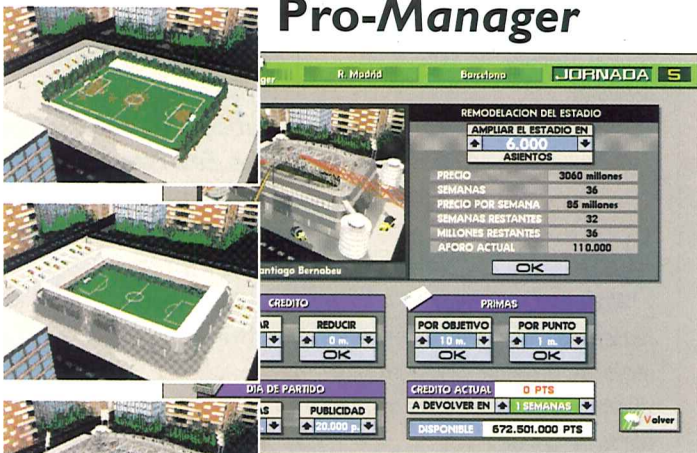 Pro-Manager
ger R. Madrid Barcelona JORNADA 5
REMODELACION DEL ESTADIO
AMPLIAR EL ESTADIO EN
6.000
ASIENTOS
PRECIO 3060 millones
SEMANAS 36
PRECIO POR SEMANA 85 millones
SEMANAS RESTANTES 32
MILLONES RESTANTES 36
AFORO ACTUAL 110.000
OK
antiago Bernabeu
CREDITO
AR REDUCIR
0 m.
OK
PRIMAS
POR OBJETIVO POR PUNTO
10 m. 1 m.
OK OK
DIA DE PARTIDO
AS PUBLICIDAD
20.000 p.
CREDITO ACTUAL 0 PTS
A DEVOLVER EN 1 SEMANAS
DISPONIBLE 672.501.000 PTS
Volver